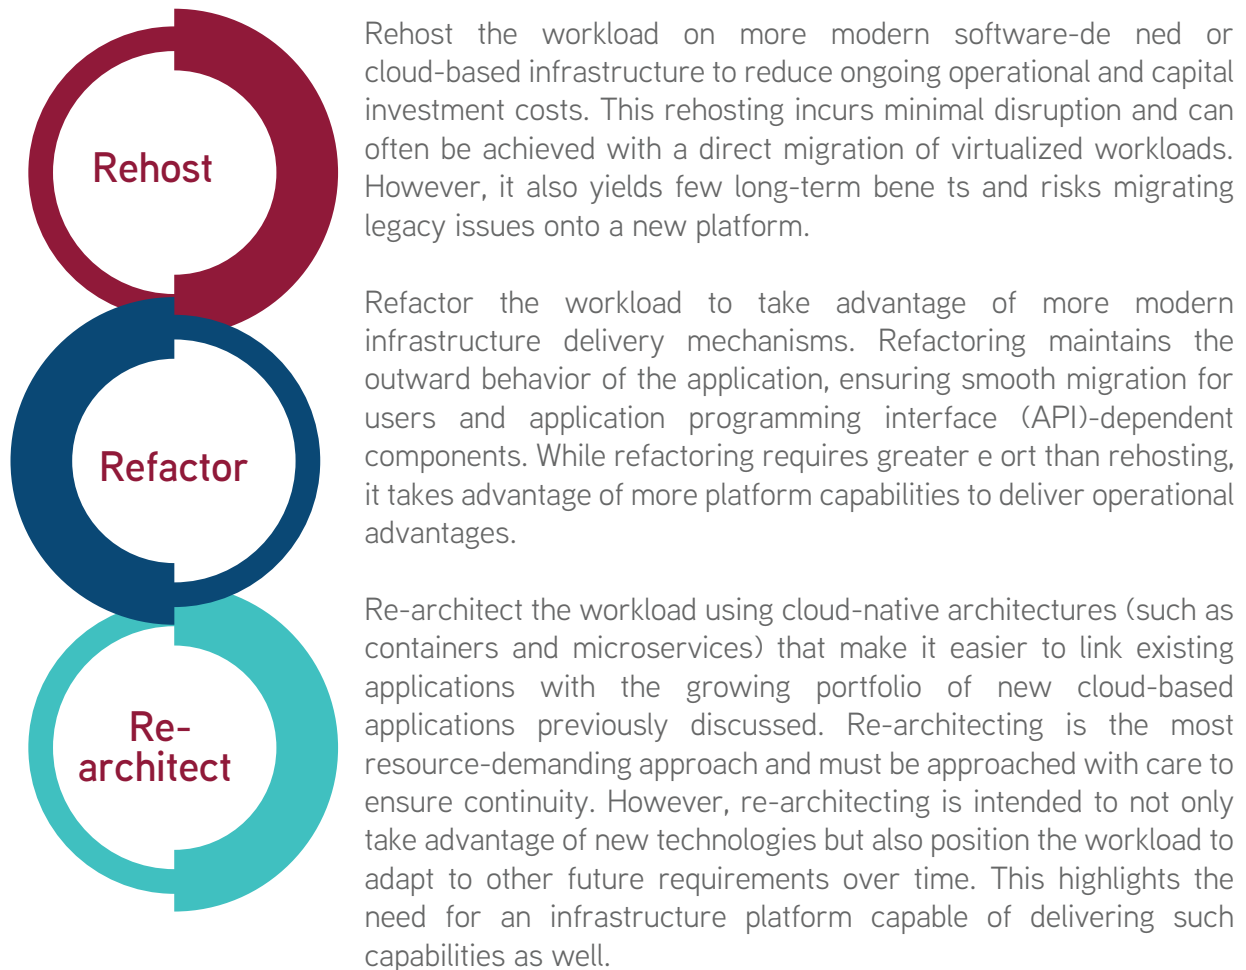 Rehost
Rehost the workload on more modern software-de ned or
cloud-based infrastructure to reduce ongoing operational and capital
investment costs. This rehosting incurs minimal disruption and can
often be achieved with a direct migration of virtualized workloads.
However, it also yields few long-term bene ts and risks migrating
legacy issues onto a new platform.
Refactor
Refactor the workload to take advantage of more modern
infrastructure delivery mechanisms. Refactoring maintains the
outward behavior of the application, ensuring smooth migration for
users and application programming interface (API)-dependent
components. While refactoring requires greater e ort than rehosting,
it takes advantage of more platform capabilities to deliver operational
advantages.
Re-
architect
Re-architect the workload using cloud-native architectures (such as
containers and microservices) that make it easier to link existing
applications with the growing portfolio of new cloud-based
applications previously discussed. Re-architecting is the most
resource-demanding approach and must be approached with care to
ensure continuity. However, re-architecting is intended to not only
take advantage of new technologies but also position the workload to
adapt to other future requirements over time. This highlights the
need for an infrastructure platform capable of delivering such
capabilities as well.